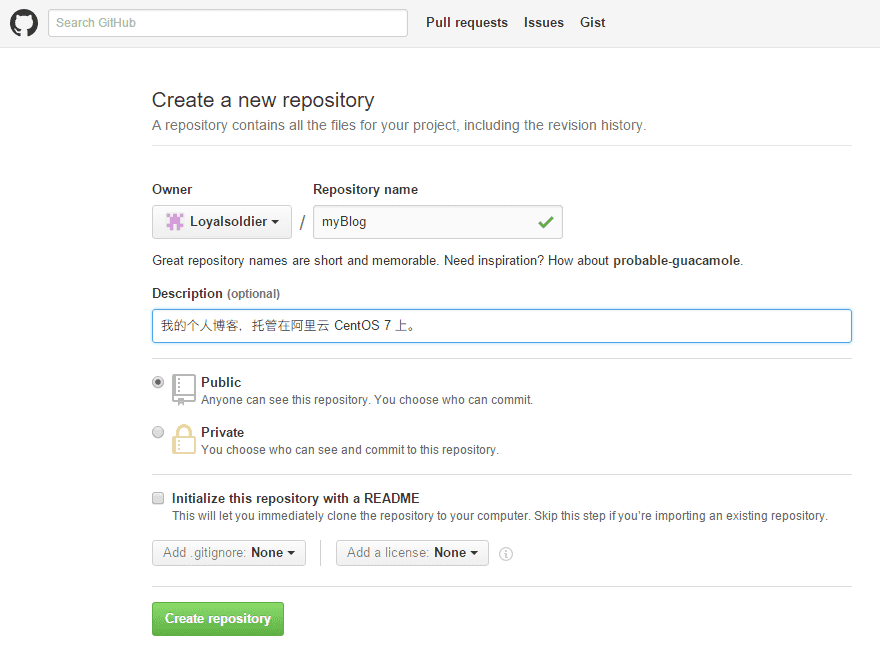 Search GitHub
Pull requests Issues Gist
Create a new repository
A repository contains all the files for your project, including the revision history.
Owner Repository name
Loyalsoldier / myBlog
Great repository names are short and memorable. Need inspiration? How about probable-guacamole.
Description (optional)
我的个人博客，托管在阿里云 CentOS 7 上。
Public
Anyone can see this repository. You choose who can commit.
Private
You choose who can see and commit to this repository.
Initialize this repository with a README
This will let you immediately clone the repository to your computer. Skip this step if you’re importing an existing repository.
Add .gitignore: None Add a license: None
Create repository